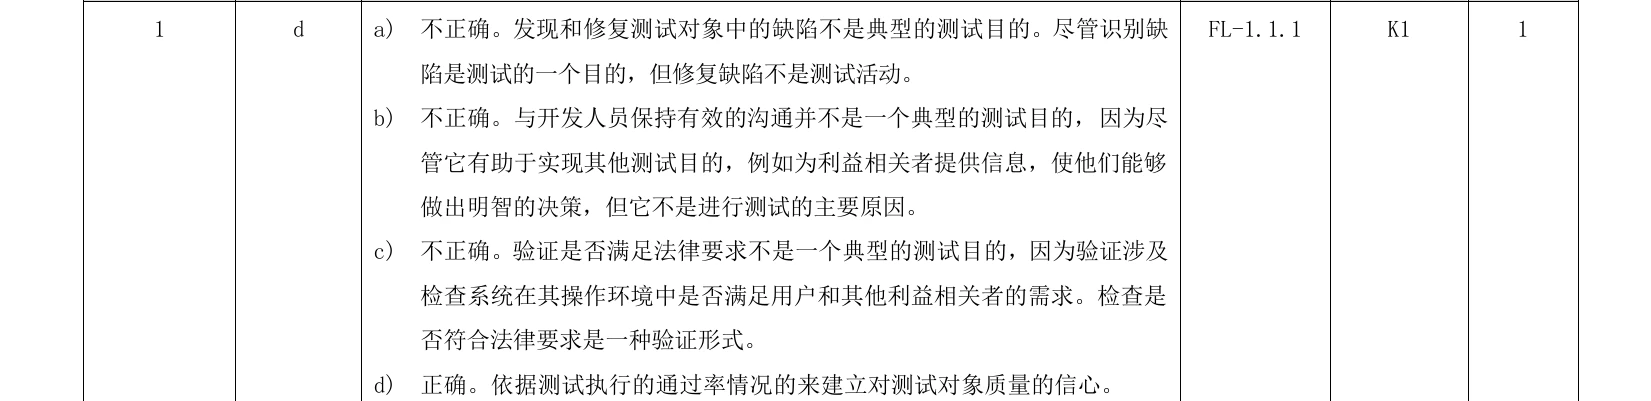 1 d a) 不正确。发现和修复测试对象中的缺陷不是典型的测试目的。尽管识别缺 FL-1.1.1 K1 1
陷是测试的一个目的，但修复缺陷不是测试活动。
b) 不正确。与开发人员保持有效的沟通并不是一个典型的测试目的，因为尽
管它有助于实现其他测试目的，例如为利益相关者提供信息，使他们能够
做出明智的决策，但它不是进行测试的主要原因。
c) 不正确。验证是否满足法律要求不是一个典型的测试目的，因为验证涉及
检查系统在其操作环境中是否满足用户和其他利益相关者的需求。检查是
否符合法律要求是一种验证形式。
d) 正确。依据测试执行的通过率情况的来建立对测试对象质量的信心。